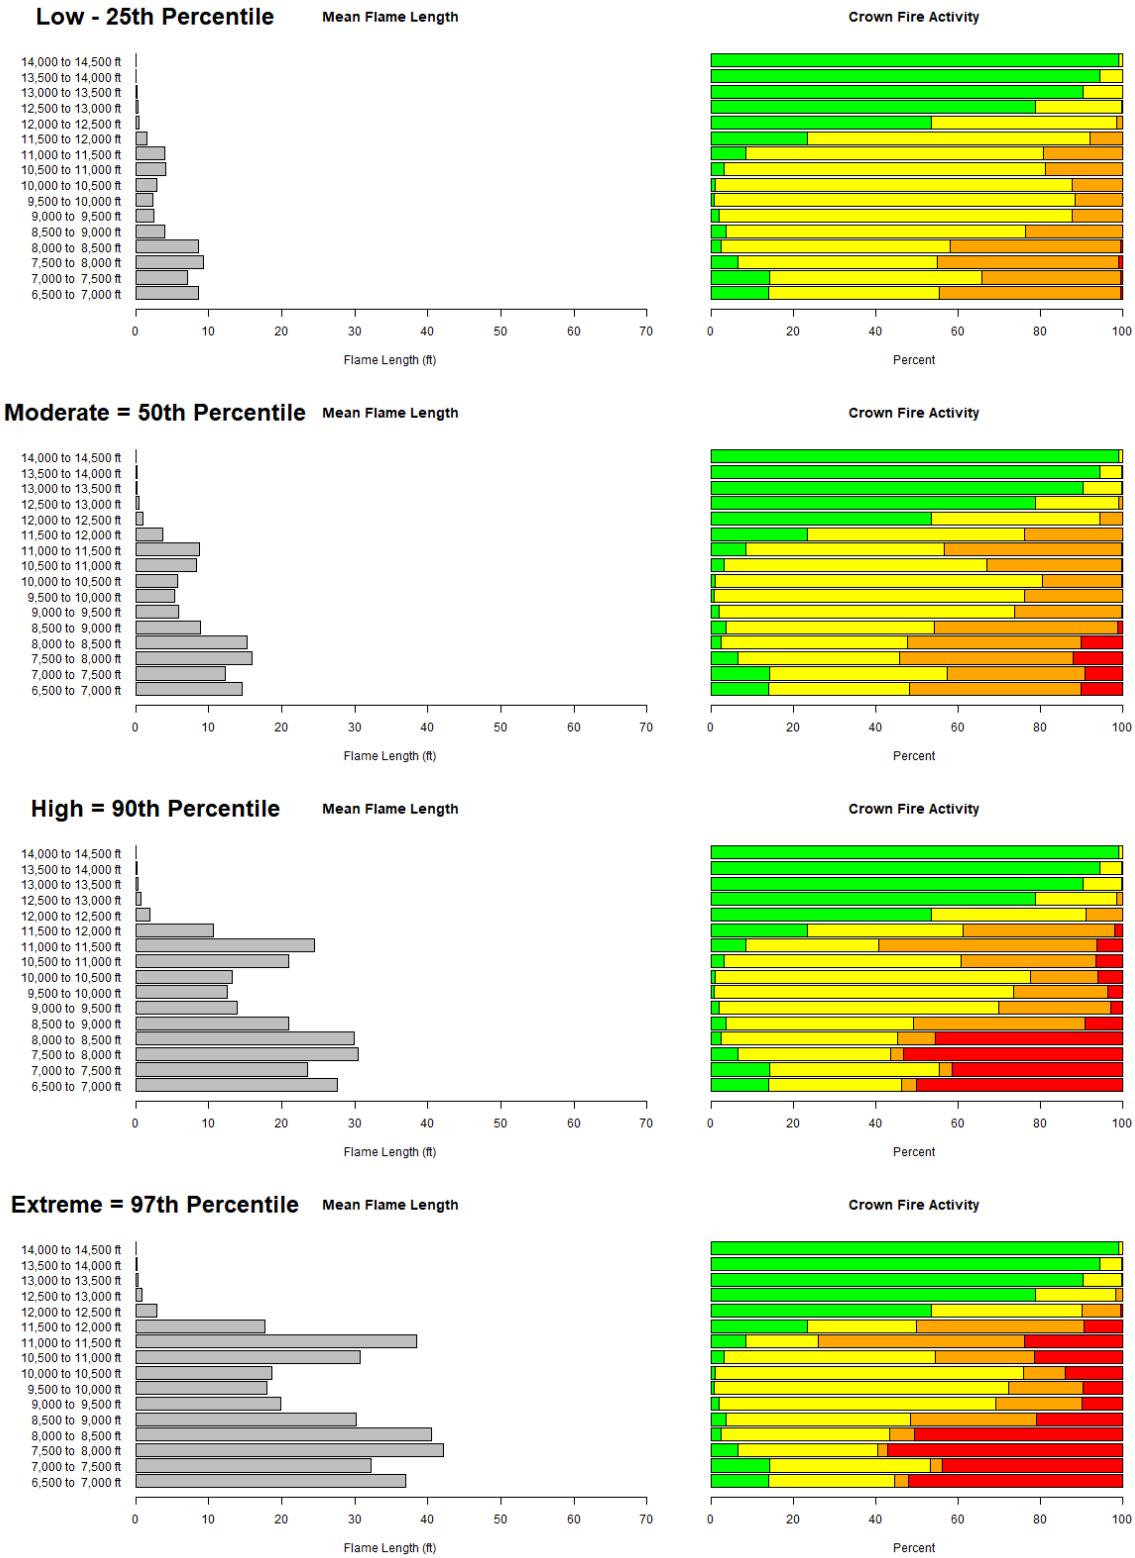 Low - 25th Percentile Mean Flame Length Crown Fire Activity
14,000 to 14,500 ft
13,500 to 14,000 ft
13,000 to 13,500 ft
12,500 to 13,000 ft
12,000 to 12,500 ft
11,500 to 12,000 ft
11,000 to 11,500 ft
10,500 to 11,000 ft
10,000 to 10,500 ft
9,500 to 10,000 ft
9,000 to 9,500 ft
8,500 to 9,000 ft
8,000 to 8,500 ft
7,500 to 8,000 ft
7,000 to 7,500 ft
6,500 to 7,000 ft
0 10 20 30 40 50 60 70 0 20 40 60 80 100
Flame Length (ft) Percent
Moderate = 50th Percentile Mean Flame Length Crown Fire Activity
14,000 to 14,500 ft
13,500 to 14,000 ft
13,000 to 13,500 ft
12,500 to 13,000 ft
12,000 to 12,500 ft
11,500 to 12,000 ft
11,000 to 11,500 ft
10,500 to 11,000 ft
10,000 to 10,500 ft
9,500 to 10,000 ft
9,000 to 9,500 ft
8,500 to 9,000 ft
8,000 to 8,500 ft
7,500 to 8,000 ft
7,000 to 7,500 ft
6,500 to 7,000 ft
0 10 20 30 40 50 60 70 0 20 40 60 80 100
Flame Length (ft) Percent
High = 90th Percentile Mean Flame Length Crown Fire Activity
14,000 to 14,500 ft
13,500 to 14,000 ft
13,000 to 13,500 ft
12,500 to 13,000 ft
12,000 to 12,500 ft
11,500 to 12,000 ft
11,000 to 11,500 ft
10,500 to 11,000 ft
10,000 to 10,500 ft
9,500 to 10,000 ft
9,000 to 9,500 ft
8,500 to 9,000 ft
8,000 to 8,500 ft
7,500 to 8,000 ft
7,000 to 7,500 ft
6,500 to 7,000 ft
0 10 20 30 40 50 60 70 0 20 40 60 80 100
Flame Length (ft) Percent
Extreme = 97th Percentile Mean Flame Length Crown Fire Activity
14,000 to 14,500 ft
13,500 to 14,000 ft
13,000 to 13,500 ft
12,500 to 13,000 ft
12,000 to 12,500 ft
11,500 to 12,000 ft
11,000 to 11,500 ft
10,500 to 11,000 ft
10,000 to 10,500 ft
9,500 to 10,000 ft
9,000 to 9,500 ft
8,500 to 9,000 ft
8,000 to 8,500 ft
7,500 to 8,000 ft
7,000 to 7,500 ft
6,500 to 7,000 ft
0 10 20 30 40 50 60 70 0 20 40 60 80 100
Flame Length (ft) Percent